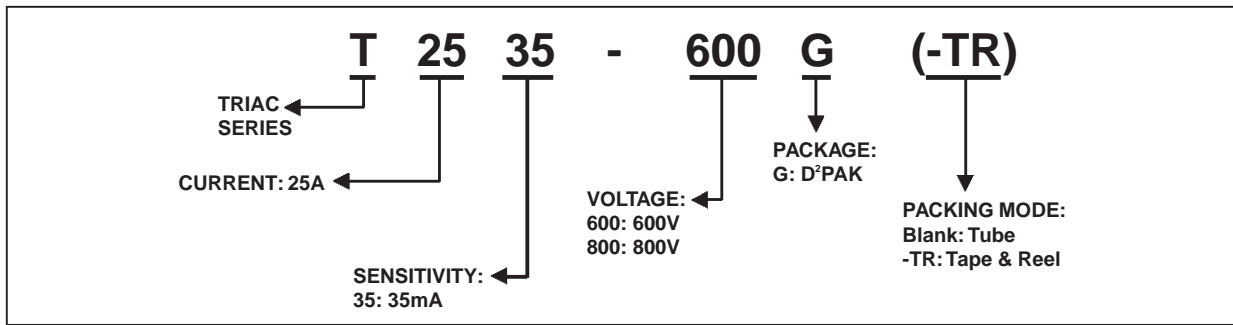 T 25 35 - 600 G (-TR)
TRIAC
SERIES
CURRENT: 25A
SENSITIVITY:
35: 35mA
VOLTAGE:
600: 600V
800: 800V
PACKAGE:
G: D²PAK
PACKING MODE:
Blank: Tube
-TR: Tape & Reel